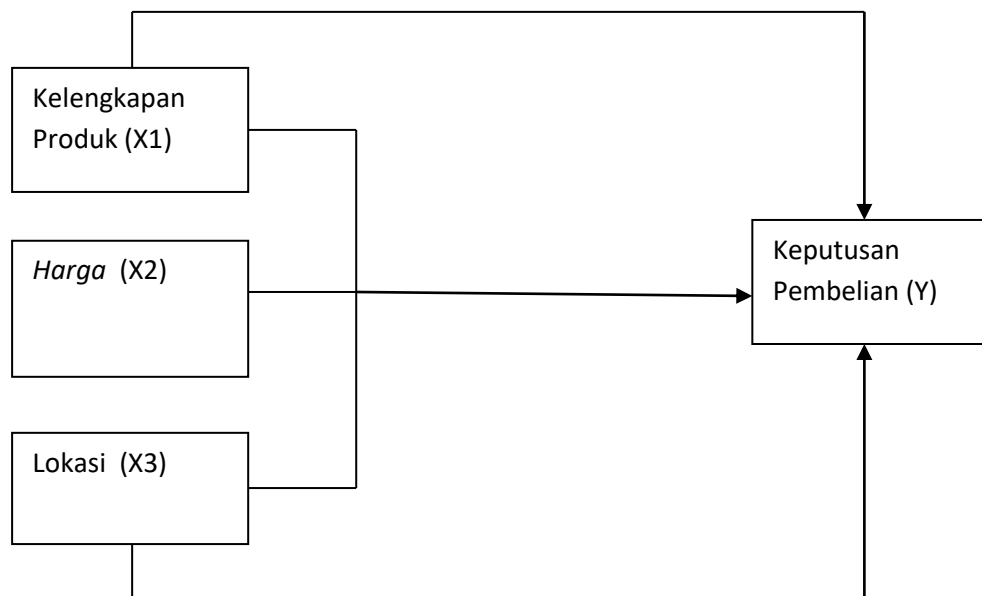 Kelengkapan
Produk (X1)
Harga (X2)
Keputusan
Pembelian (Y)
Lokasi (X3)